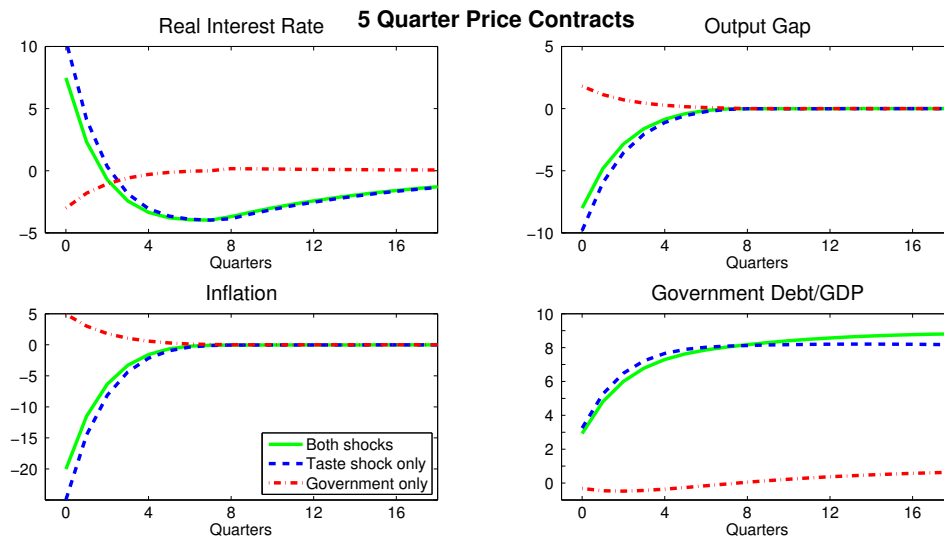 5 Quarter Price Contracts
Real Interest Rate
10
5
0
−5
0 4 8 12 16
Quarters
Output Gap
5
0
−5
−10
0 4 8 12 16
Quarters
Inflation
5
0
−5
−10
−15
−20
0 4 8 12 16
Quarters
Both shocks
Taste shock only
Government only
Government Debt/GDP
10
8
6
4
2
0
0 4 8 12 16
Quarters